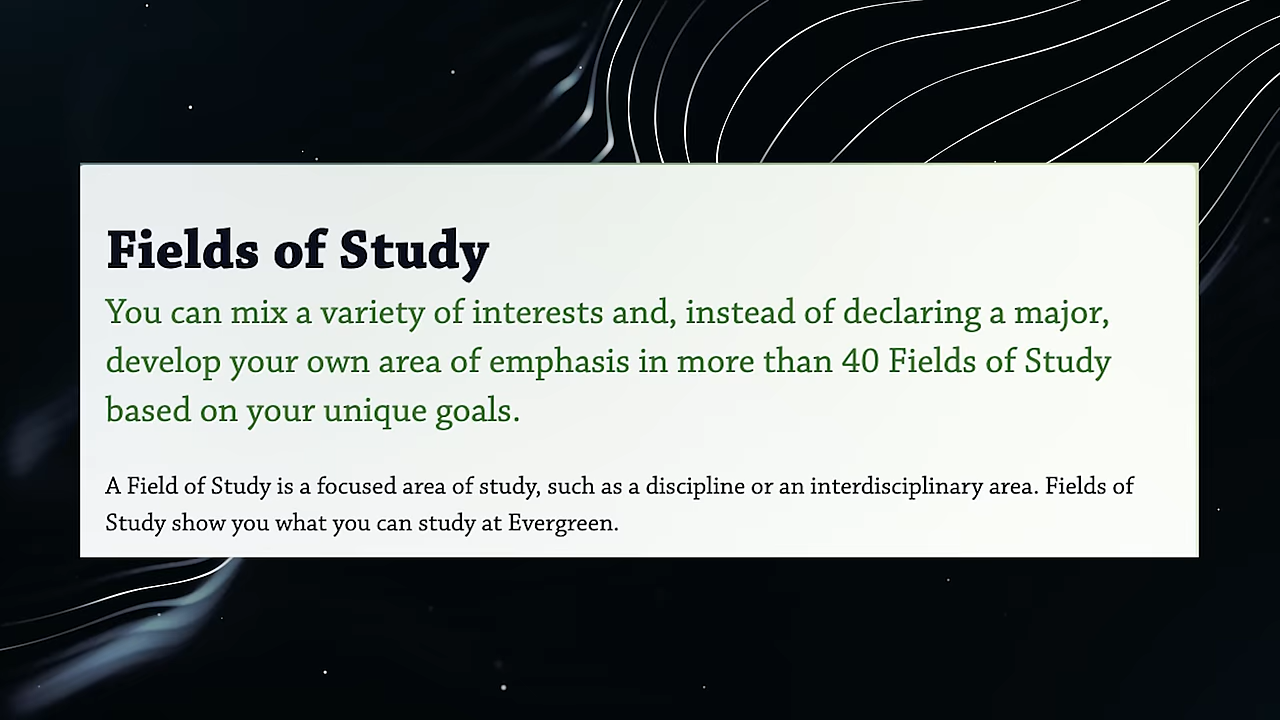 Fields of Study
You can mix a variety of interests and, instead of declaring a major,
develop your own area of emphasis in more than 40 Fields of Study
based on your unique goals.
A Field of Study is a focused area of study, such as a discipline or an interdisciplinary area. Fields of
Study show you what you can study at Evergreen.